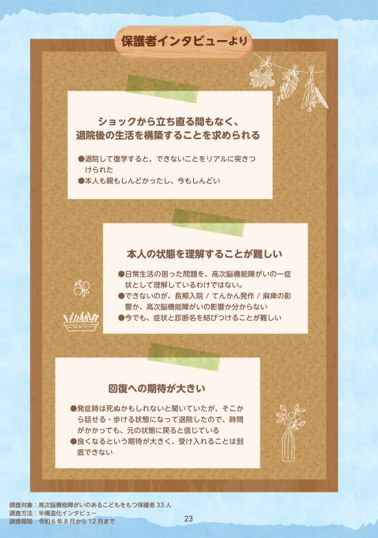 保護者インタビューより
ショックから立ち直る間もなく、
退院後の生活を構築することを求められる
●退院して復学すると、できないことをリアルに突きつ
けられた
●本人も親もしんどかったし、今もしんどい
本人の状態を理解することが難しい
●日常生活の困った問題を、高次脳機能障がいの一症
状として理解しているわけではない。
●できないのが、長期入院 / てんかん発作 / 麻痺の影
響か、高次脳機能障がいの影響か分からない
●今でも、症状と診断名を結びつけることが難しい
回復への期待が大きい
●発症時は死ぬかもしれないと聞いていたが、そこか
ら話せる・歩ける状態になって退院したので、時間
がかかっても、元の状態に戻ると信じている
●良くなるという期待が大きく、受け入れることは到
底できない
調査対象：高次脳機能障がいのあるこどもをもつ保護者 33 人
調査方法：半構造化インタビュー
調査期間：令和 6 年 8 月から 12 月まで
23